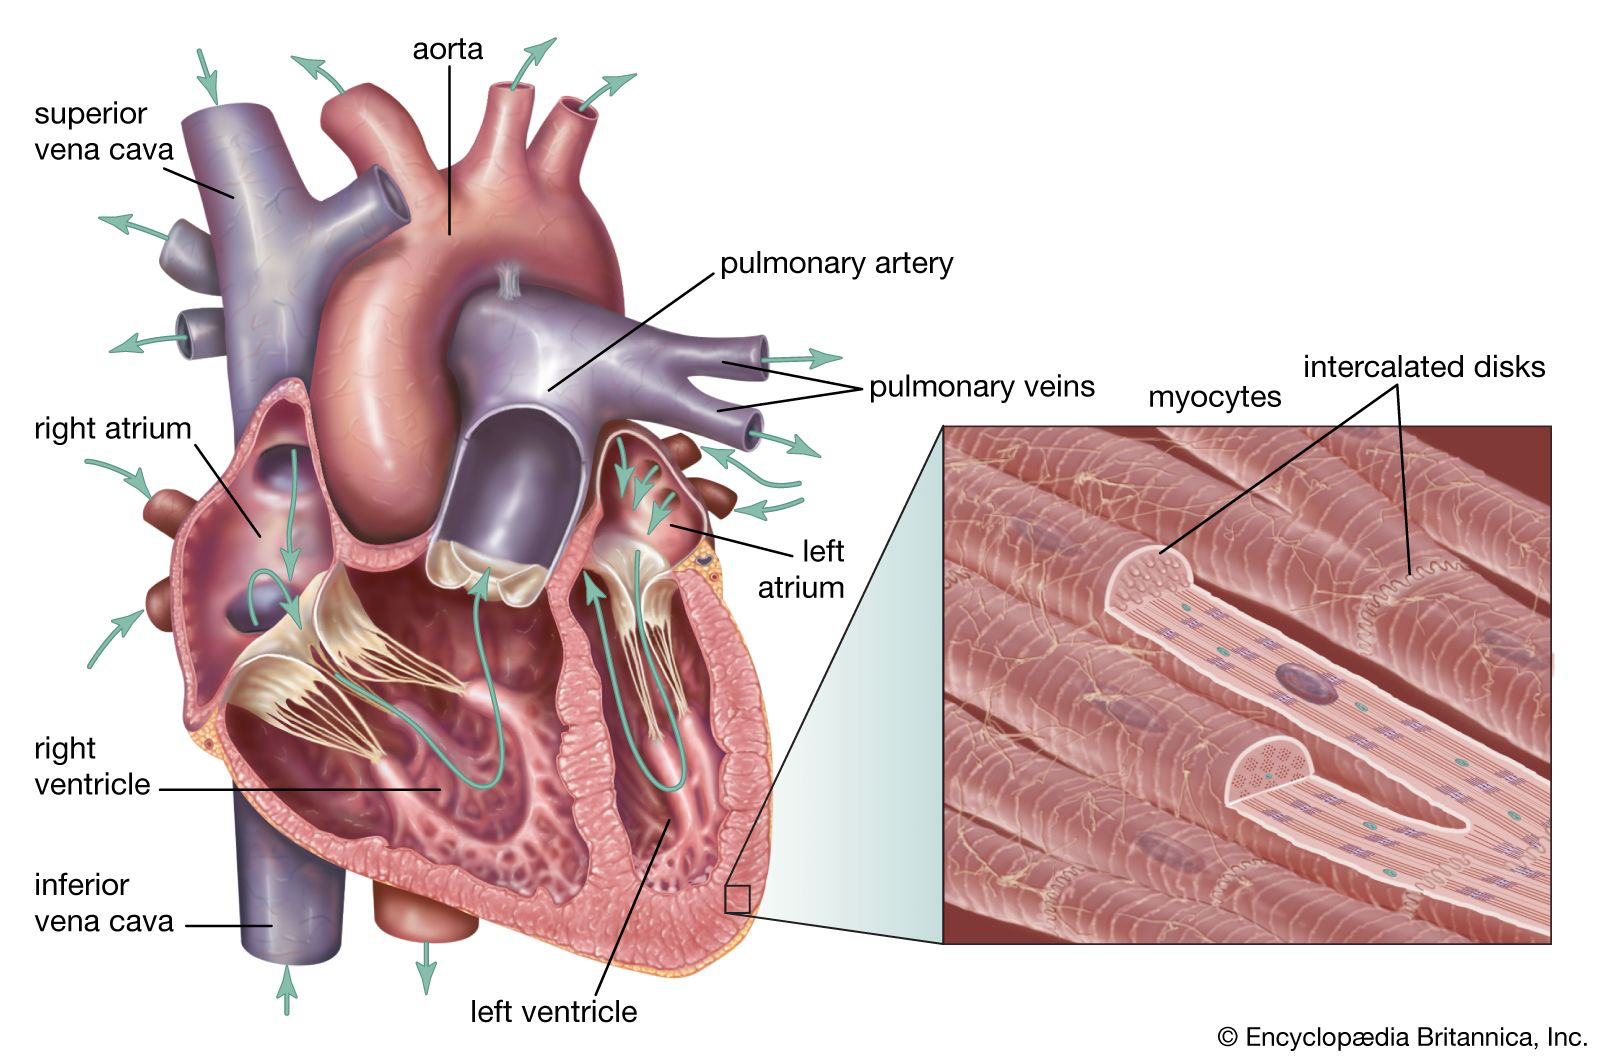 aorta
superior
vena cava
pulmonary artery
intercalated disks
pulmonary veins
myocytes
right atrium
left
atrium
right
ventricle
inferior
vena cava
left ventricle
© Encyclopædia Britannica, Inc.